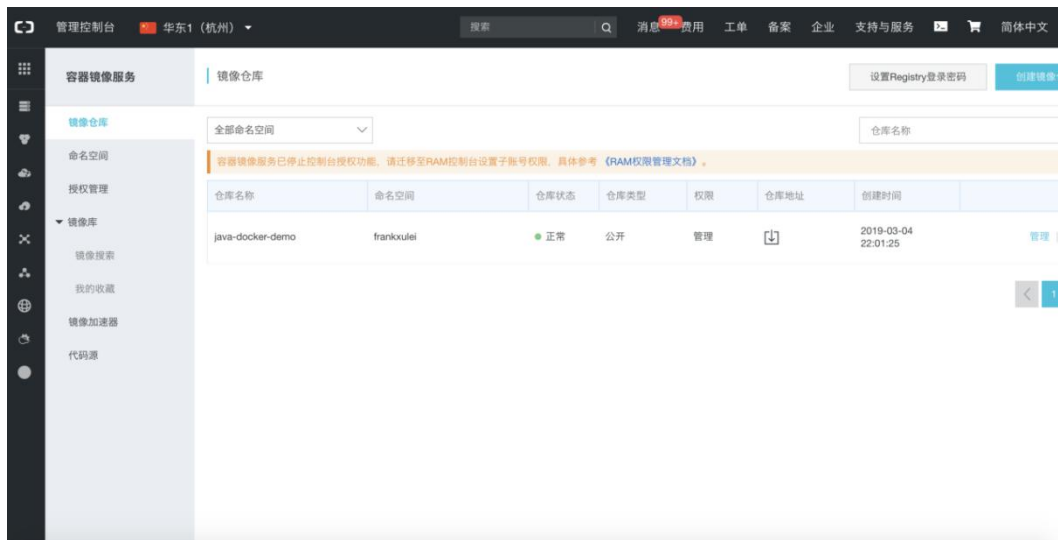 管理控制台
华东1（杭州）
搜索
消息
99+
费用
工单
备案
企业
支持与服务
简体中文
容器镜像服务
镜像仓库
设置Registry登录密码
创建镜像
镜像仓库
全部命名空间
仓库名称
命名空间
容器镜像服务已停止控制台授权功能，请迁移至RAM控制台设置子账号权限，具体参考 《RAM权限管理文档》 。
授权管理
仓库名称
命名空间
仓库状态
仓库类型
权限
仓库地址
创建时间
镜像库
java-docker-demo
frankxulei
正常
公开
管理
2019-03-04
22:01:25
管理
镜像搜索
我的收藏
1
镜像加速器
代码源